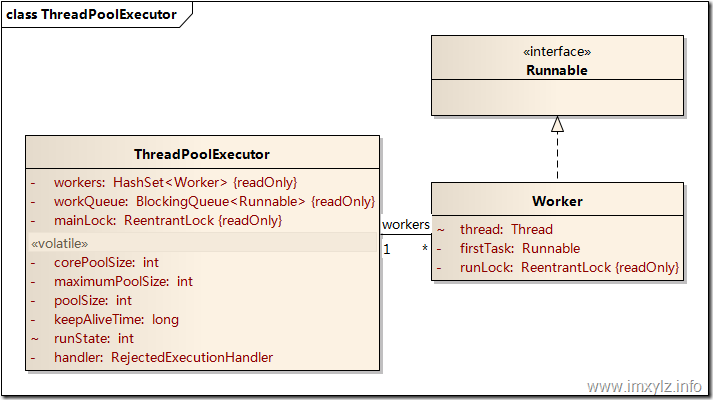 class ThreadPoolExecutor
«interface»
Runnable
ThreadPoolExecutor
- workers: HashSet<Worker> {readOnly}
- workQueue: BlockingQueue<Runnable> {readOnly}
- mainLock: ReentrantLock {readOnly}
«volatile»
- corePoolSize: int
- maximumPoolSize: int
- poolSize: int
- keepAliveTime: long
~ runState: int
- handler: RejectedExecutionHandler
workers
1 *
Worker
~ thread: Thread
- firstTask: Runnable
- runLock: ReentrantLock {readOnly}
www.imxylz.info